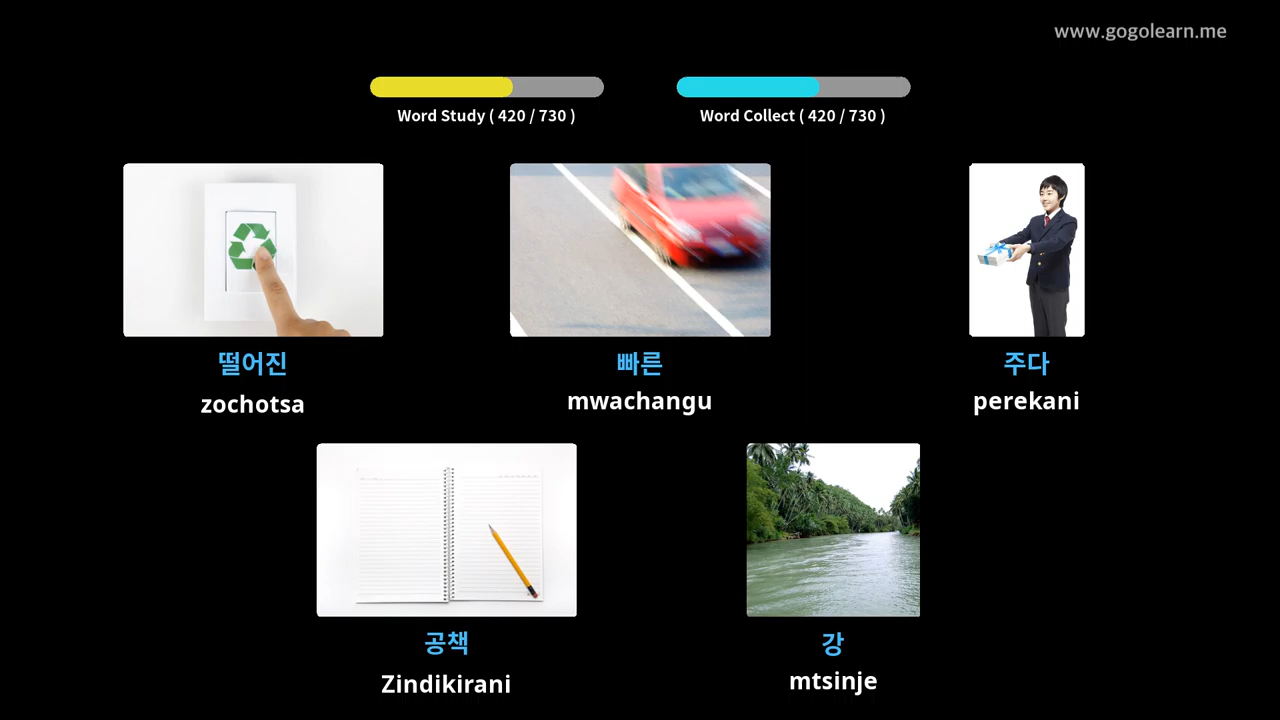 www.gogolearn.me
Word Study ( 420 / 730 )
Word Collect ( 420 / 730 )
떨어진
zochotsa
빠른
mwachangu
주다
perekani
공책
Zindikirani
강
mtsinje